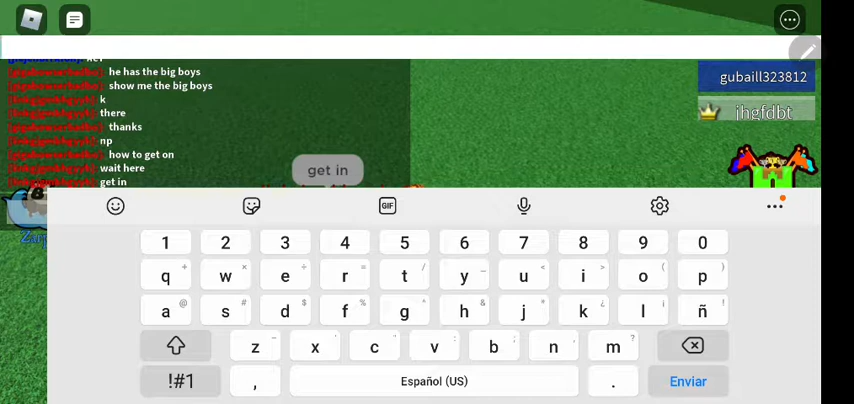 gubaill323812
jhgfdbt
he has the big boys
show me the big boys
k
there
thanks
np
how to get on
wait here
get in
get in
GIF
1 2 3 4 5 6 7 8 9 0
q + w × e ÷ r = t / y _ u < i > o ( p )
a @ s # d $ f % g ^ h & j * k ¿ l ¡ ñ !
z - x ' c " v : b ; n , m ?
!#1 , Español (US) . Enviar